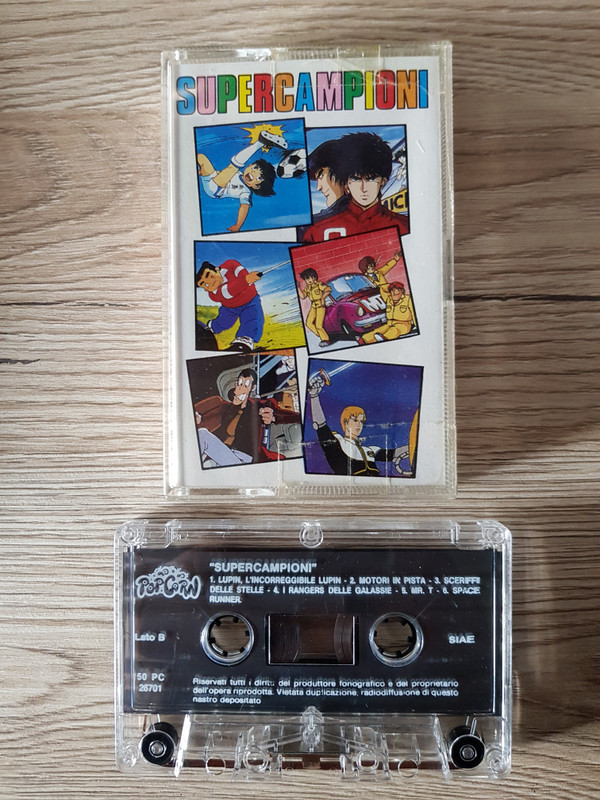 SUPERCAMPIONI
"SUPERCAMPIONI"
POP-CORN
1. LUPIN, L'INCORREGGIBILE LUPIN - 2. MOTORI IN PISTA - 3. SCERIFFI
DELLE STELLE - 4. I RANGERS DELLE GALASSIE - 5. MR. T - 6. SPACE
RUNNER.
Lato B
SIAE
50 PC
26701
Riservati tutti i diritti del produttore fonografico e del proprietario
dell'opera riprodotta. Vietata duplicazione, radiodiffusione di questo
nastro depositato